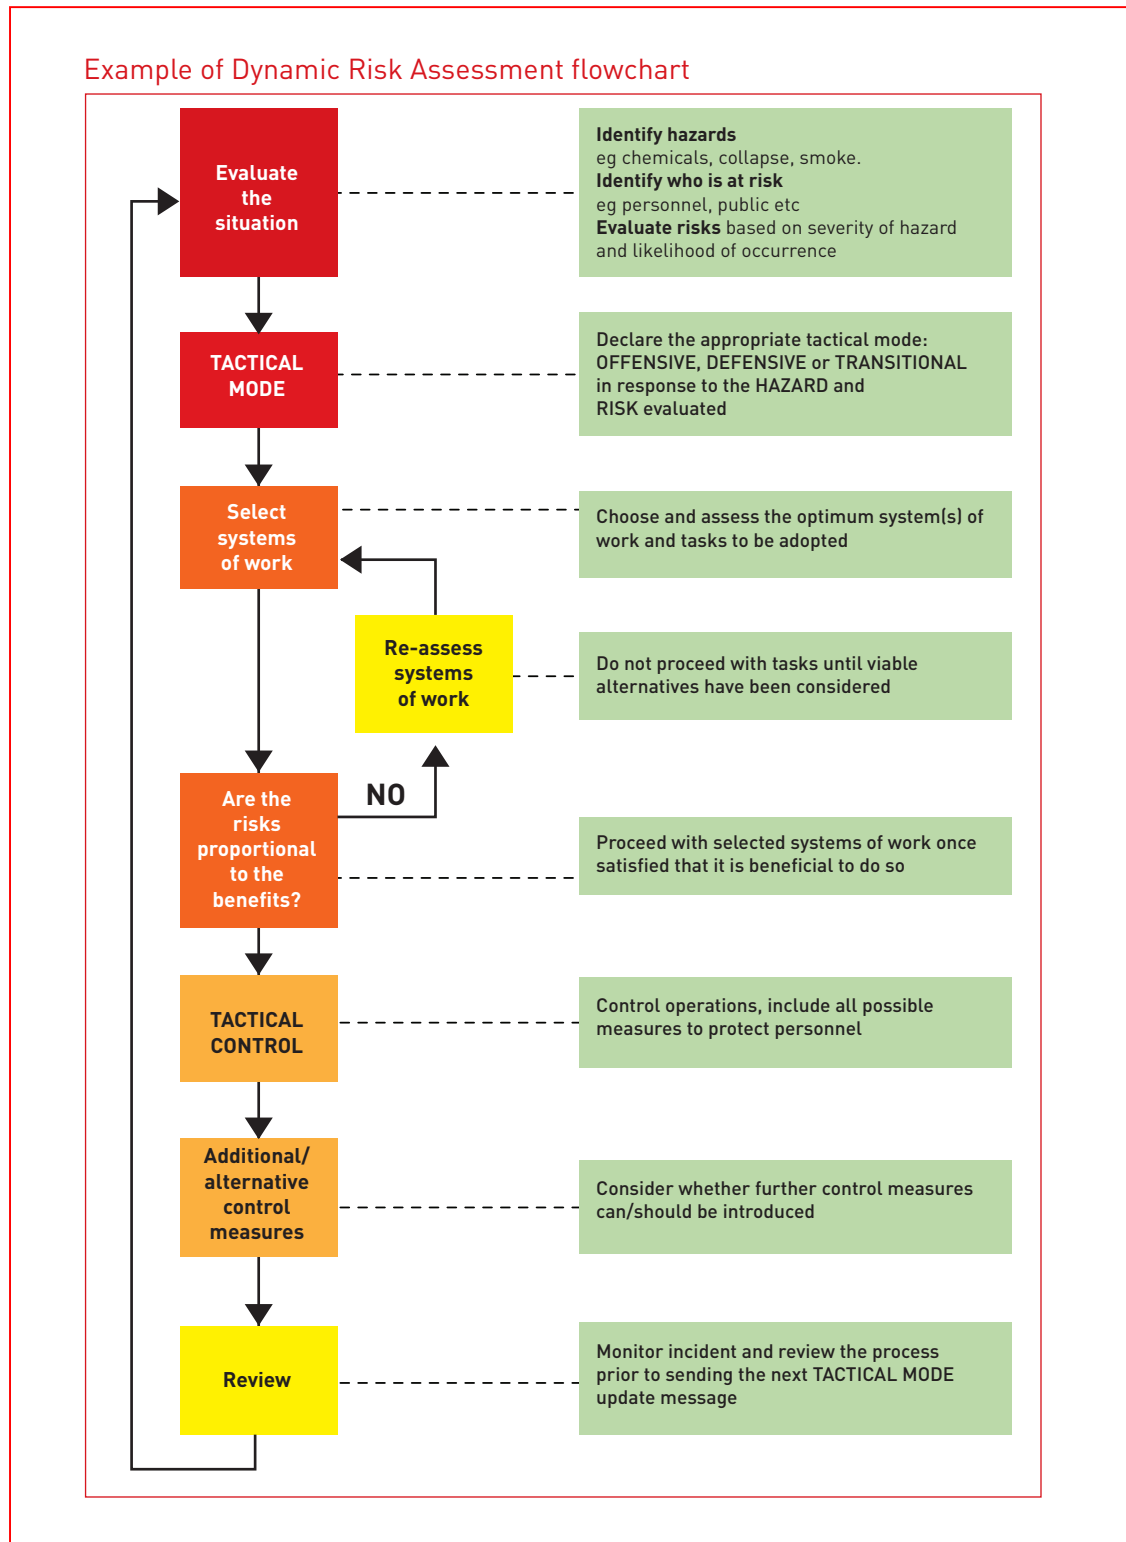 Example of Dynamic Risk Assessment flowchart
Evaluate
the
situation
Identify hazards
eg chemicals, collapse, smoke.
Identify who is at risk
eg personnel, public etc
Evaluate risks based on severity of hazard
and likelihood of occurrence
TACTICAL
MODE
Declare the appropriate tactical mode:
OFFENSIVE, DEFENSIVE or TRANSITIONAL
in response to the HAZARD and
RISK evaluated
Select
systems
of work
Choose and assess the optimum system(s) of
work and tasks to be adopted
Re-assess
systems
of work
Do not proceed with tasks until viable
alternatives have been considered
NO
Are the
risks
proportional
to the
benefits?
Proceed with selected systems of work once
satisfied that it is beneficial to do so
TACTICAL
CONTROL
Control operations, include all possible
measures to protect personnel
Additional/
alternative
control
measures
Consider whether further control measures
can/should be introduced
Review
Monitor incident and review the process
prior to sending the next TACTICAL MODE
update message